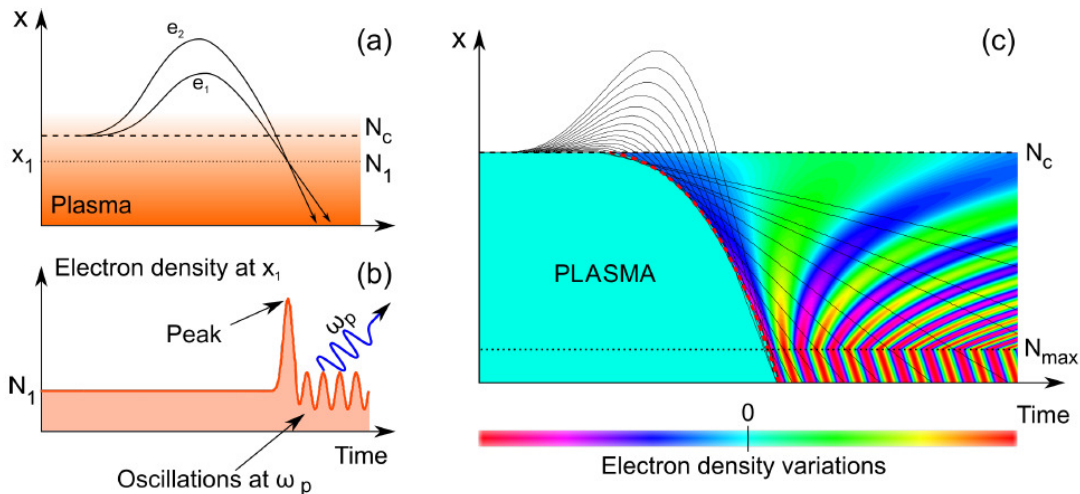 x
(a)
e₂
e₁
N_c
x₁
N₁
Plasma
Electron density at x₁
(b)
Peak
ω_p
N₁
Time
Oscillations at ω_p
x
(c)
N_c
PLASMA
N_max
0
Time
Electron density variations